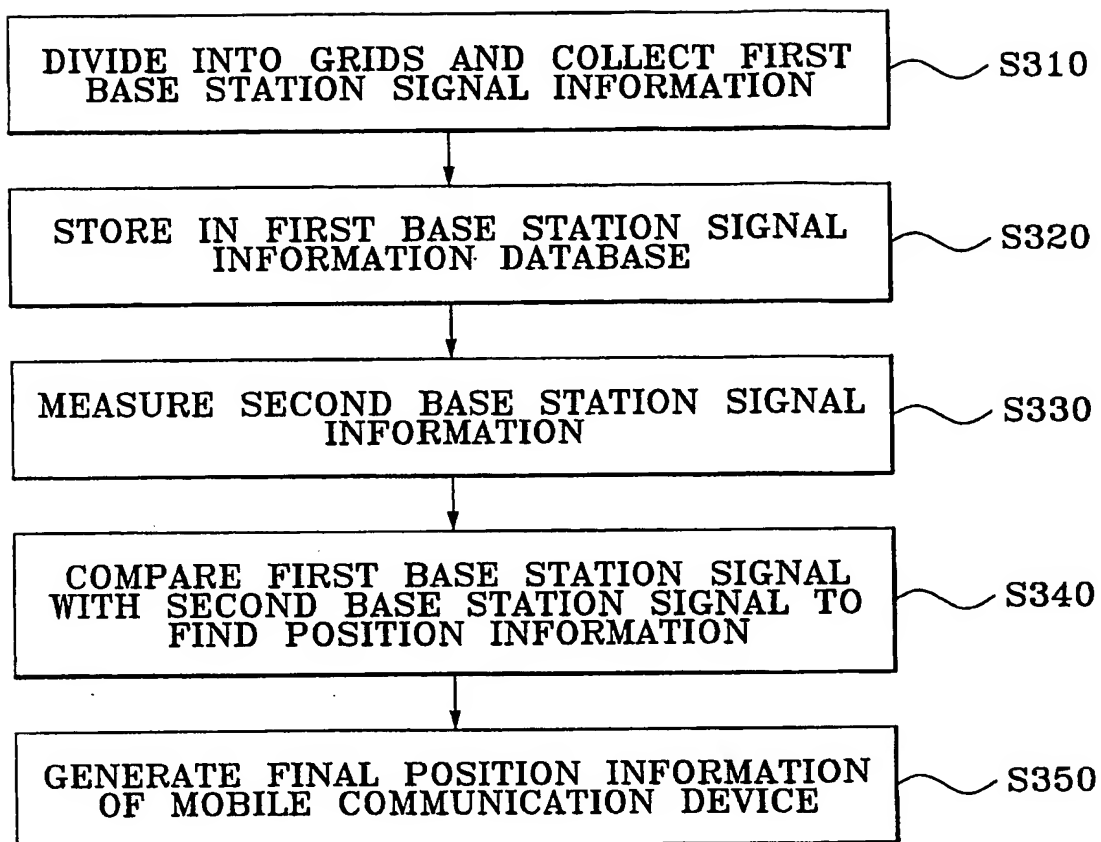 DIVIDE INTO GRIDS AND COLLECT FIRST
BASE STATION SIGNAL INFORMATION
S310
STORE IN FIRST BASE STATION SIGNAL
INFORMATION DATABASE
S320
MEASURE SECOND BASE STATION SIGNAL
INFORMATION
S330
COMPARE FIRST BASE STATION SIGNAL
WITH SECOND BASE STATION SIGNAL TO
FIND POSITION INFORMATION
S340
GENERATE FINAL POSITION INFORMATION
OF MOBILE COMMUNICATION DEVICE
S350